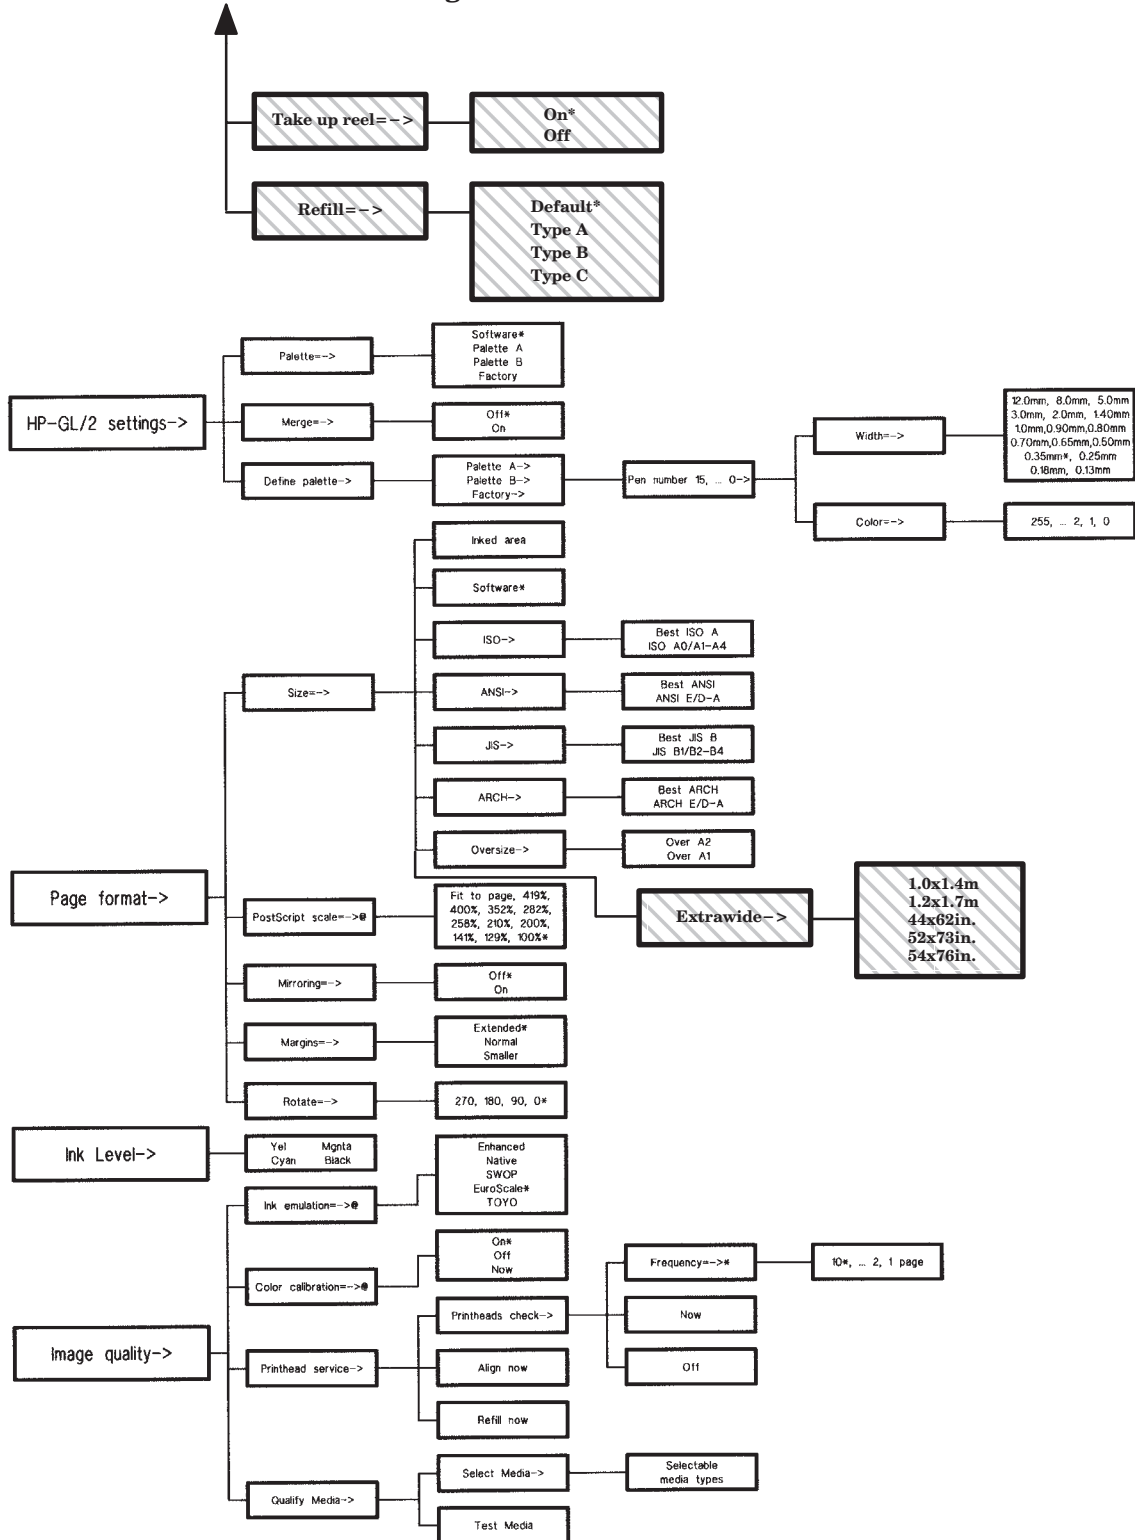 Take up reel=->
On*
Off
Refill=->
Default*
Type A
Type B
Type C
HP-GL/2 settings->
Palette=->
Software*
Palette A
Palette B
Factory
Merge=->
Off*
On
Define palette->
Palette A->
Palette B->
Factory->
Pen number 15, ... 0->
Width=->
12.0mm, 8.0mm, 5.0mm
3.0mm, 2.0mm, 1.40mm
1.0mm,0.90mm,0.80mm
0.70mm,0.65mm,0.50mm
0.35mm*, 0.25mm
0.18mm, 0.13mm
Color=->
255, ... 2, 1, 0
Page format->
Size=->
Inked area
Software*
ISO->
Best ISO A
ISO A0/A1-A4
ANSI->
Best ANSI
ANSI E/D-A
JIS->
Best JIS B
JIS B1/B2-B4
ARCH->
Best ARCH
ARCH E/D-A
Oversize->
Over A2
Over A1
Extrawide->
1.0x1.4m
1.2x1.7m
44x62in.
52x73in.
54x76in.
PostScript scale=->@
Fit to page, 419%,
400%, 352%, 282%
258%, 210%, 200%,
141%, 129%, 100%*
Mirroring=->
Off*
On
Margins=->
Extended*
Normal
Smaller
Rotate=->
270, 180, 90, 0*
Ink Level->
Yel Mgnta
Cyan Black
Image quality->
Ink emulation=->@
Enhanced
Native
SWOP
EuroScale*
TOYO
Color calibration=->@
On*
Off
Now
Printhead service->
Printheads check->
Frequency=->*
10*, ... 2, 1 page
Now
Off
Align now
Refill now
Qualify Media->
Select Media->
Selectable
media types
Test Media